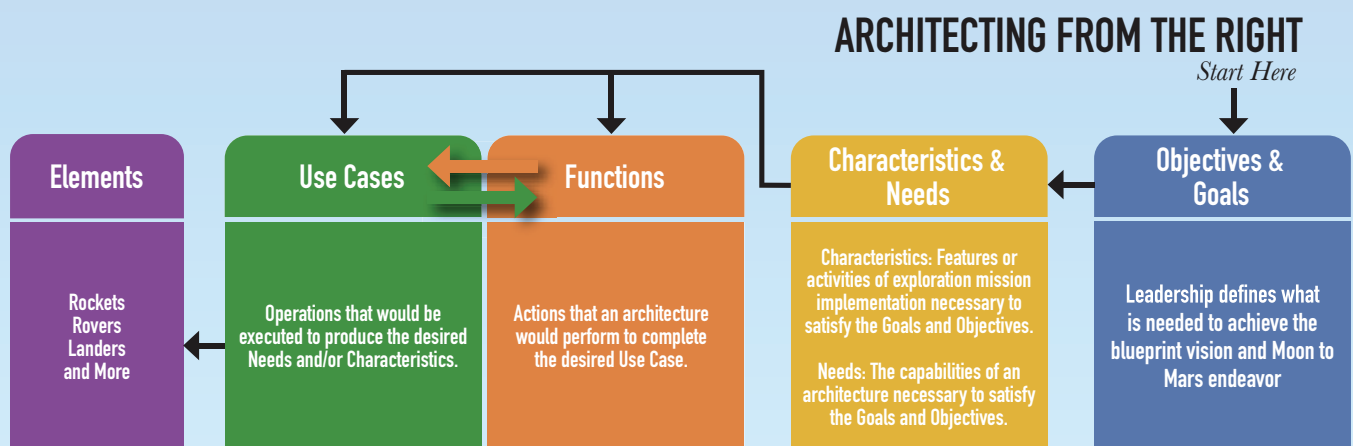 ARCHITECTING FROM THE RIGHT
Start Here
Elements
Rockets
Rovers
Landers
and More
Use Cases
Operations that would be
executed to produce the desired
Needs and/or Characteristics.
Functions
Actions that an architecture
would perform to complete
the desired Use Case.
Characteristics &
Needs
Characteristics: Features or
activities of exploration mission
implementation necessary to
satisfy the Goals and Objectives.
Needs: The capabilities of an
architecture necessary to satisfy
the Goals and Objectives.
Objectives &
Goals
Leadership defines what
is needed to achieve the
blueprint vision and Moon to
Mars endeavor